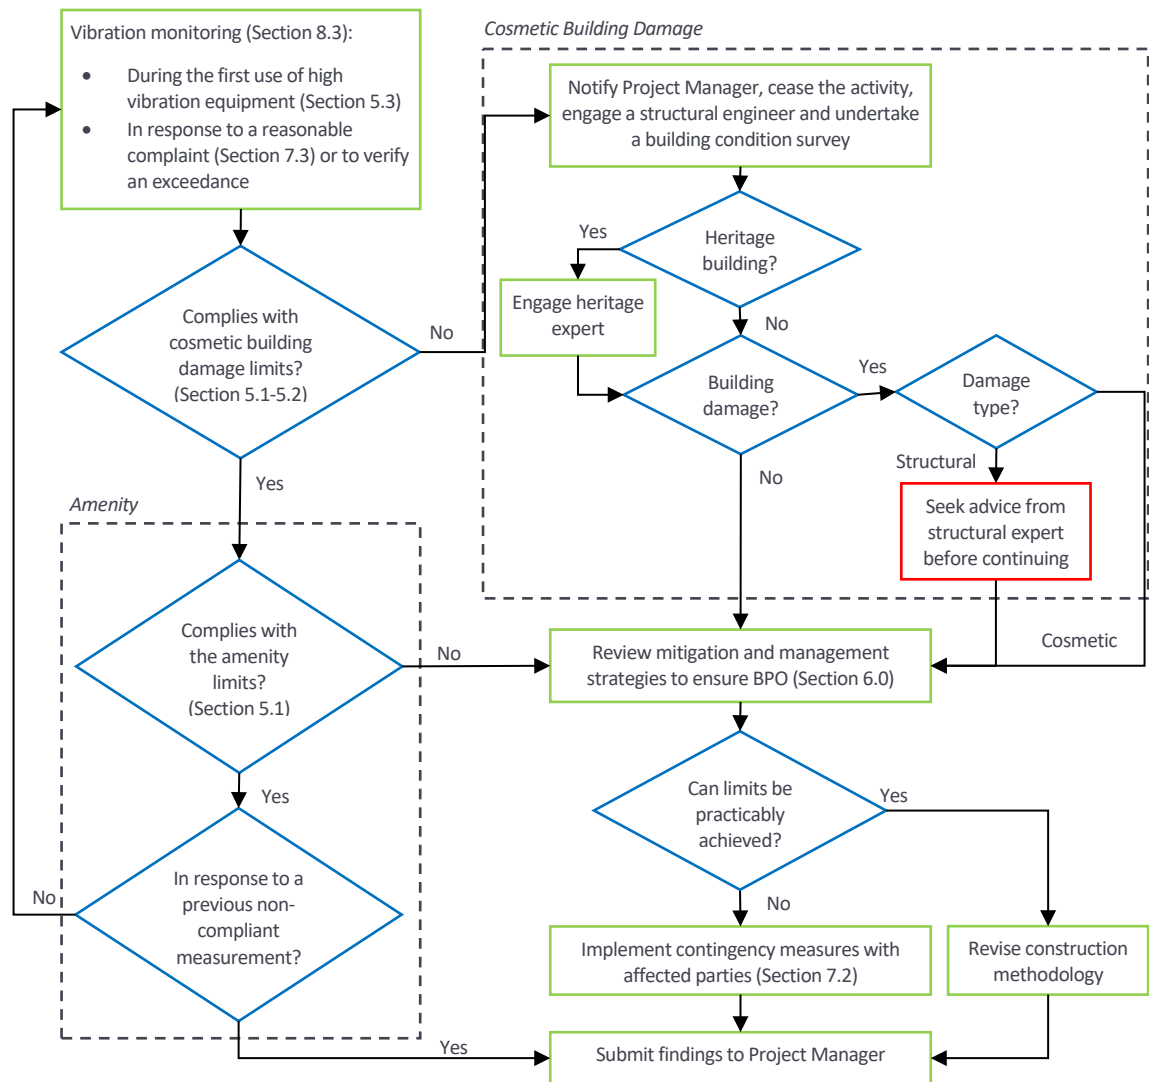 Vibration monitoring (Section 8.3):
• During the first use of high
vibration equipment (Section 5.3)
• In response to a reasonable
complaint (Section 7.3) or to verify
an exceedance
Cosmetic Building Damage
Notify Project Manager, cease the activity,
engage a structural engineer and undertake
a building condition survey
Yes
Heritage
building?
Engage heritage
expert
No
Complies with
cosmetic building
damage limits?
(Section 5.1-5.2)
No
Building
damage?
Yes
Damage
type?
Yes
No
Structural
Seek advice from
structural expert
before continuing
Cosmetic
Amenity
Complies with
the amenity
limits?
(Section 5.1)
No
Review mitigation and management
strategies to ensure BPO (Section 6.0)
Yes
Can limits be
practicably
achieved?
Yes
No
In response to a
previous non-
compliant
measurement?
No
Implement contingency measures with
affected parties (Section 7.2)
Revise construction
methodology
Yes
Submit findings to Project Manager